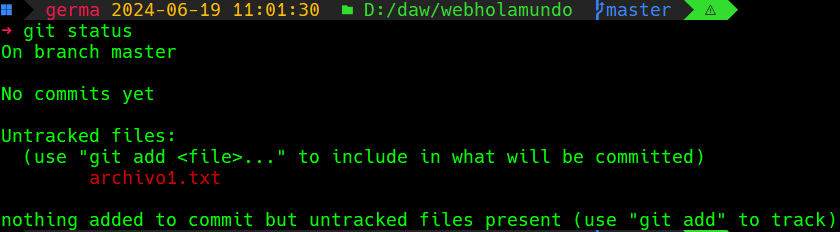 germa 2024-06-19 11:01:30 D:/daw/webholamundo master
→ git status
On branch master
No commits yet
Untracked files:
(use "git add <file>..." to include in what will be committed)
archivo1.txt
nothing added to commit but untracked files present (use "git add" to track)